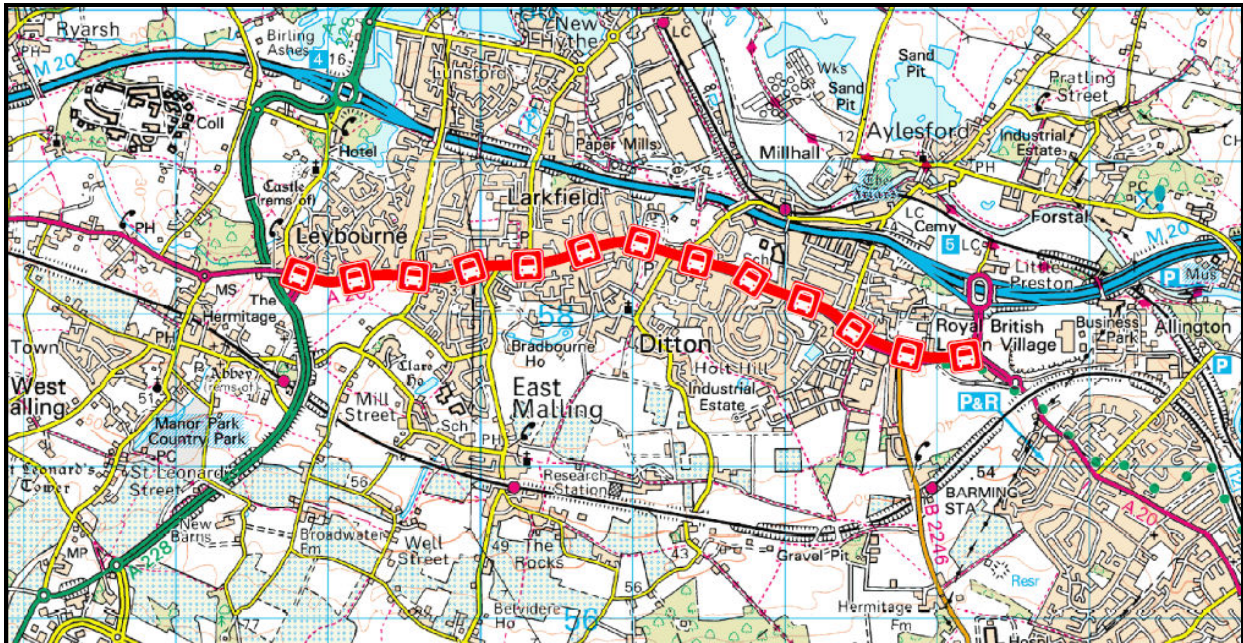 Ryarsh
PH
Birling
Ashes
16
A 228
4
M 20
Coll
Hotel
Castle
(rems of)
PH
MS
The
Hermitage
Leybourne
A 20
Lunsford
New
Hythe
LC
Paper Mills
Larkfield
P
Wks
Sand
Pit
Sand
Pit
Millhall
12
Aylesford
The
Friars
PH
P
LC
Cemy
Sch
5
LC
Pratling
Street
Industrial
Estate
PC
Forstal
M 20
P
Mus
Little
Preston
Royal British
Legion Village
Business
Park
Allington
P
P&R
58
Bradbourne
Ho
P
Ditton
Holt Hill
Industrial
Estate
East
Malling
PH
Town
West
alling
PH
Abbey
(rems of)
51
Manor Park
Country Park
PC
St Leonard's
Tower
St Leonard's
Street
New
Barns
MP
A 228
77
Clare
Ho
Mill
Street
Sch
56
Broadwater
Fm
Well
Street
Research
Station
49
The
Rocks
Belvidere
Ho
56
56
43
Gravel Pit
54
BARMING
STA
B 2246
Hermitage
Fm
Resr
A 20